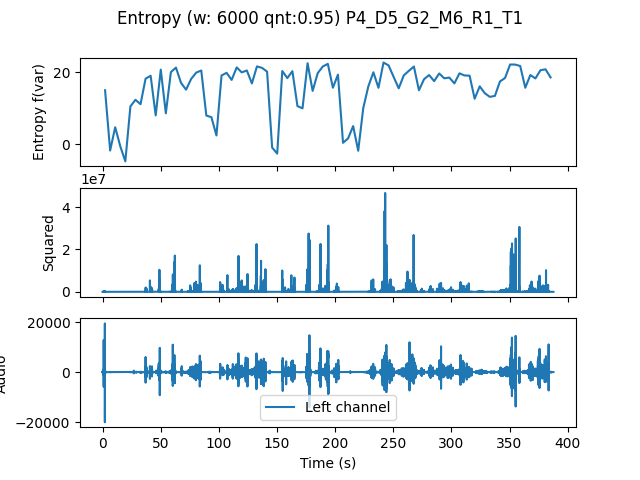 Entropy (w: 6000 qnt:0.95) P4_D5_G2_M6_R1_T1
Entropy f(var)
20
0
1e7
Squared
4
2
0
Audio
20000
0
−20000
Left channel
0 50 100 150 200 250 300 350 400
Time (s)